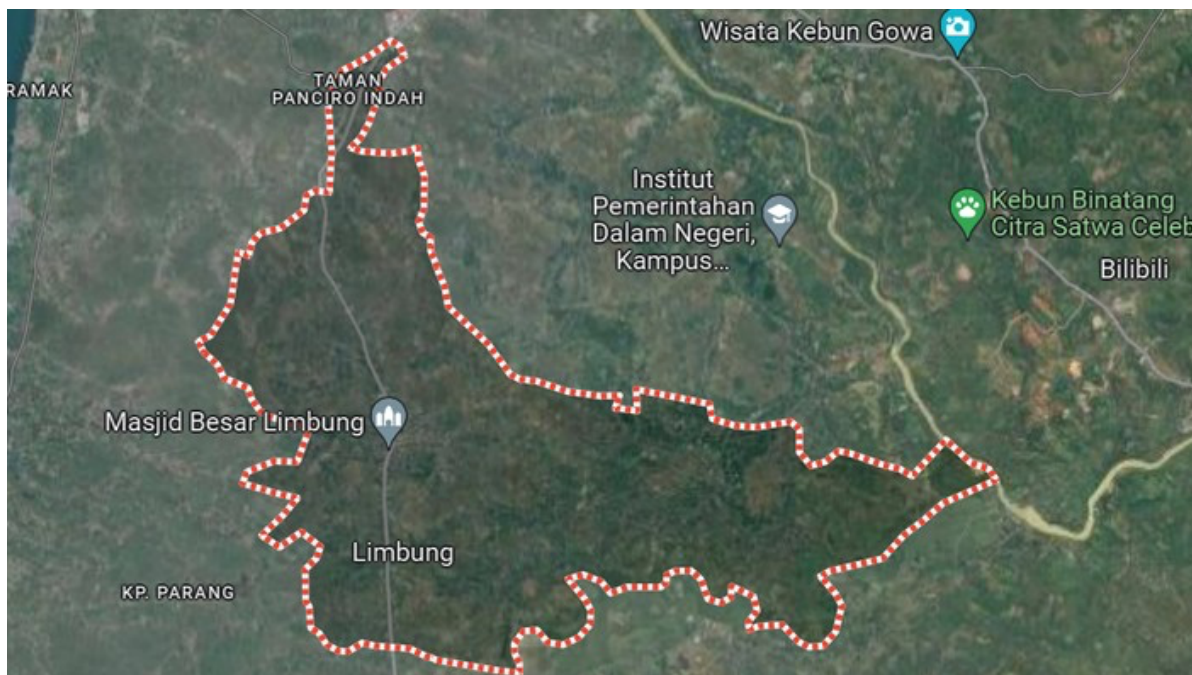 Wisata Kebun Gowa
RAMAK
TAMAN
PANCIRO INDAH
Institut
Pemerintahan
Dalam Negeri,
Kampus...
Kebun Binatang
Citra Satwa Celeb
Bilibili
Masjid Besar Limbung
Limbung
KP. PARANG